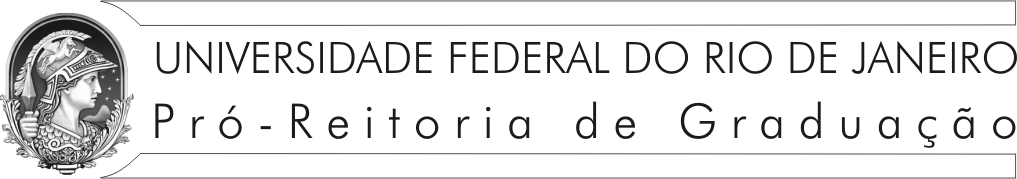 UNIVERSIDADE FEDERAL DO RIO DE JANEIRO
Pró-Reitoria de Graduação